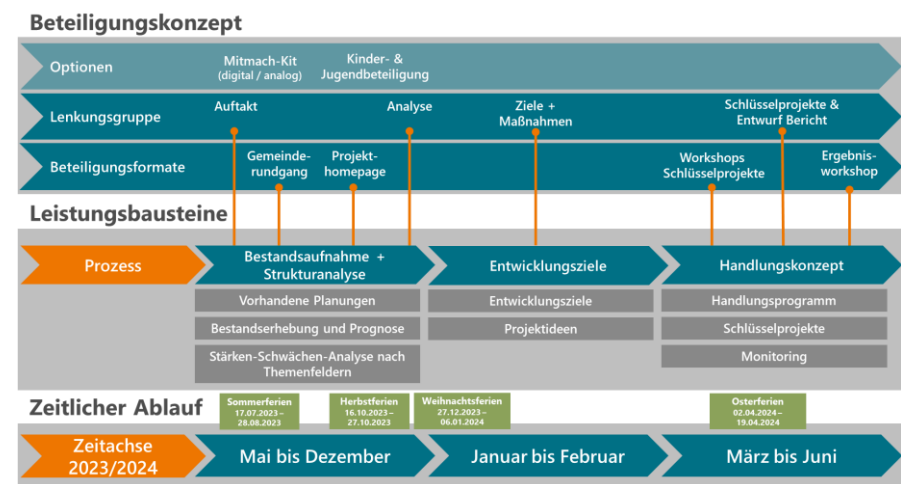 Beteiligungskonzept
Optionen
Mitmach-Kit
(digital / analog)
Kinder- &
Jugendbeteiligung
Lenkungsgruppe
Auftakt
Analyse
Ziele +
Maßnahmen
Schlüsselprojekte &
Entwurf Bericht
Beteiligungsformate
Gemeinde-
rundgang
Projekt-
homepage
Workshops
Schlüsselprojekte
Ergebnis-
workshop
Leistungsbausteine
Prozess
Bestandsaufnahme +
Strukturanalyse
Entwicklungsziele
Handlungskonzept
Vorhandene Planungen
Entwicklungsziele
Handlungsprogramm
Bestandserhebung und Prognose
Projektideen
Schlüsselprojekte
Stärken-Schwächen-Analyse nach
Themenfeldern
Monitoring
Zeitlicher Ablauf
Sommerferien
17.07.2023–
28.08.2023
Herbstferien
16.10.2023–
27.10.2023
Weihnachtsferien
27.12.2023–
06.01.2024
Osterferien
02.04.2024–
19.04.2024
Zeitachse
2023/2024
Mai bis Dezember
Januar bis Februar
März bis Juni